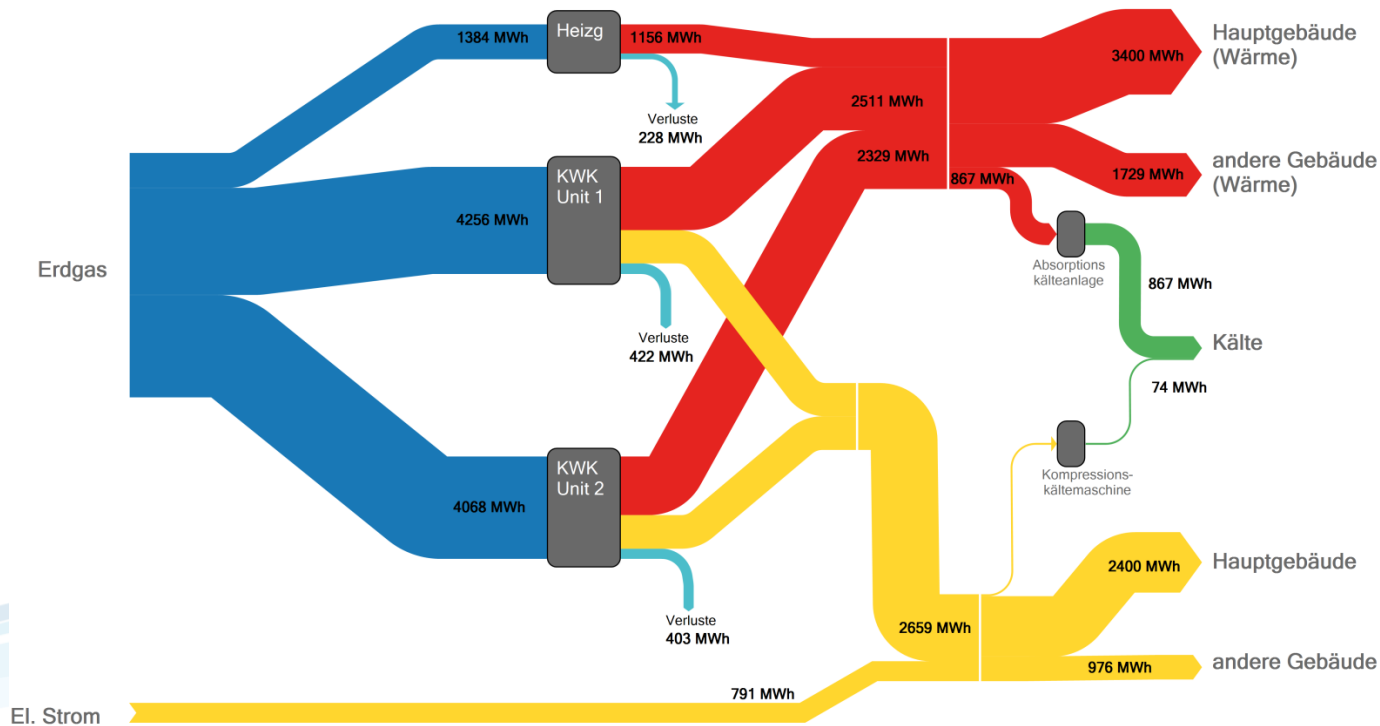 1384 MWh
Heizg
1156 MWh
Verluste
228 MWh
Hauptgebäude
(Wärme)
3400 MWh
2511 MWh
2329 MWh
867 MWh
andere Gebäude
(Wärme)
1729 MWh
KWK
Unit 1
4256 MWh
Erdgas
Verluste
422 MWh
Absorptions
kälteanlage
867 MWh
Kälte
74 MWh
Kompressions-
kältemaschine
KWK
Unit 2
4068 MWh
Verluste
403 MWh
2659 MWh
2400 MWh
Hauptgebäude
976 MWh
andere Gebäude
791 MWh
El. Strom